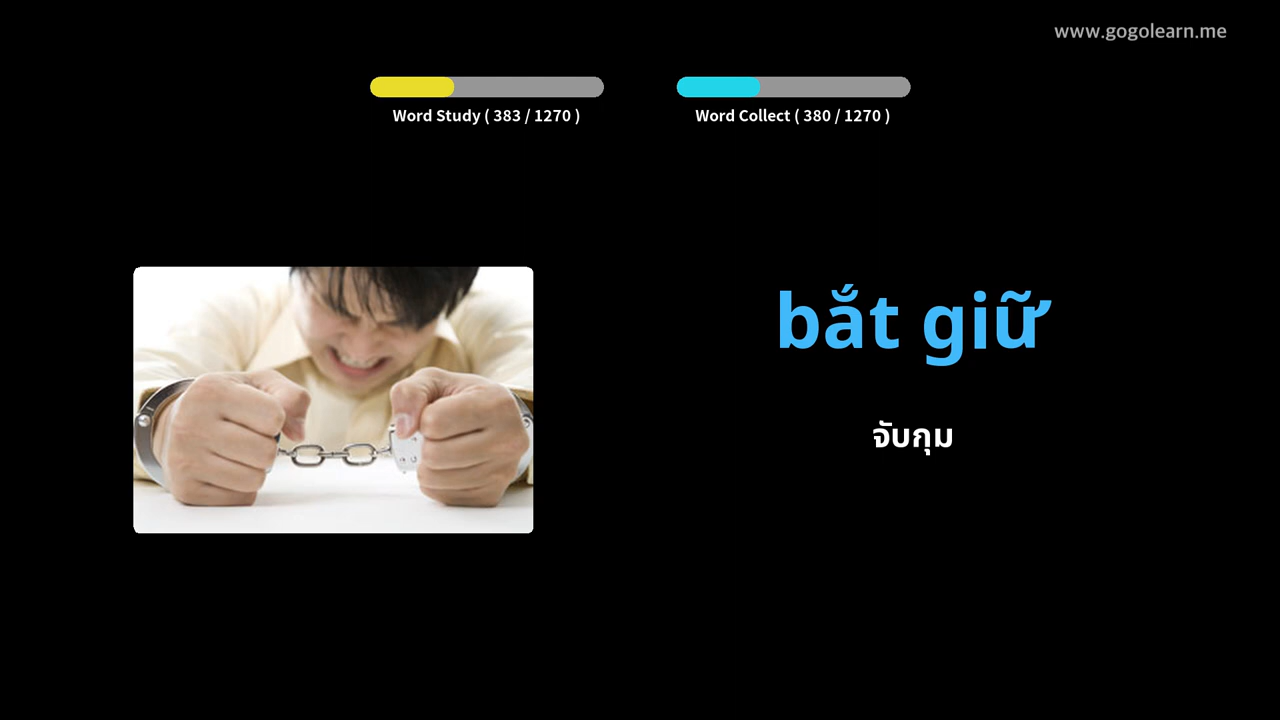 www.gogolearn.me
Word Study ( 383 / 1270 )
Word Collect ( 380 / 1270 )
bắt giữ
จับกุม